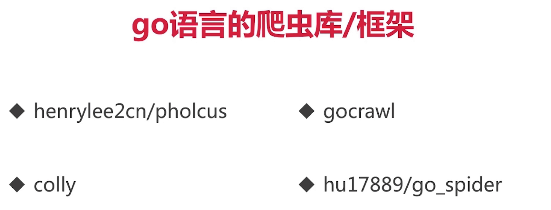 go语言的爬虫库/框架
◆ henrylee2cn/pholcus
◆ gocrawl
◆ colly
◆ hu17889/go_spider